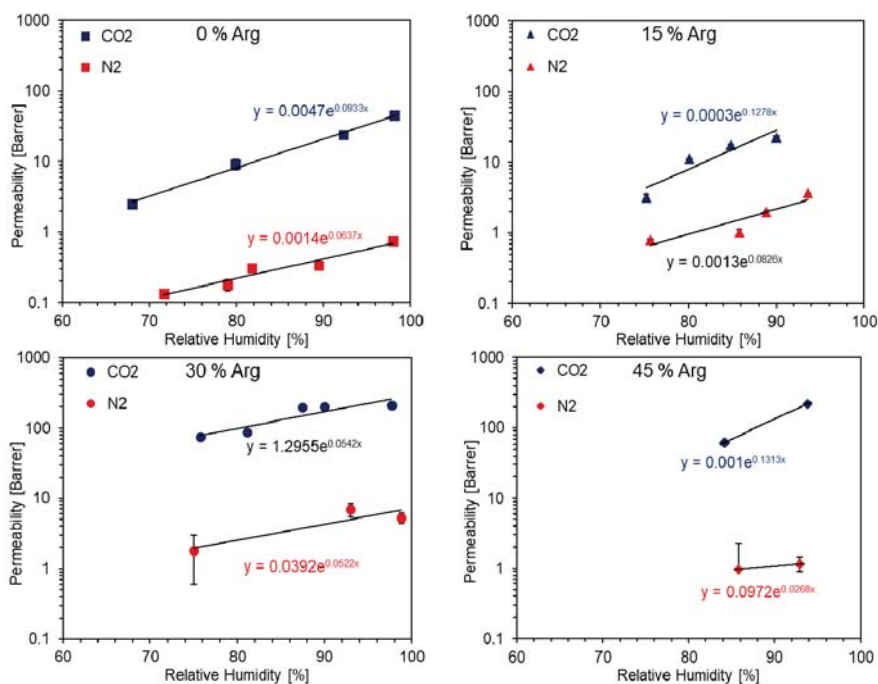 0 % Arg
CO2
N2
Permeability [Barrer]
1000
100
10
1
0.1
y = 0.0047e^0.0933x
y = 0.0014e^0.0637x
60 70 80 90 100
Relative Humidity [%]
15 % Arg
CO2
N2
Permeability [Barrer]
1000
100
10
1
0.1
y = 0.0003e^0.1278x
y = 0.0013e^0.0826x
60 70 80 90 100
Relative Humidity [%]
30 % Arg
CO2
N2
Permeability [Barrer]
1000
100
10
1
0.1
y = 1.2955e^0.0542x
y = 0.0392e^0.0522x
60 70 80 90 100
Relative Humidity [%]
45 % Arg
CO2
N2
Permeability [Barrer]
1000
100
10
1
0.1
y = 0.001e^0.1313x
y = 0.0972e^0.0268x
60 70 80 90 100
Relative Humidity [%]